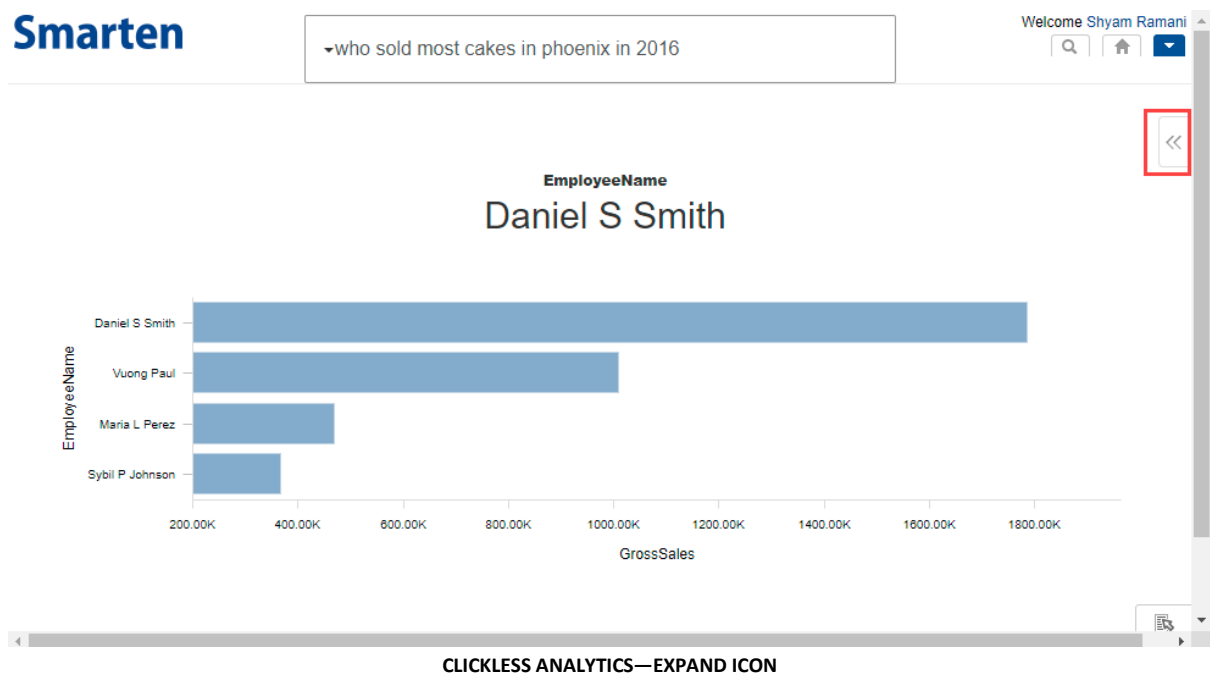 Smarten
who sold most cakes in phoenix in 2016
Welcome Shyam Ramani
EmployeeName
Daniel S Smith
EmployeeName
Daniel S Smith
Vuong Paul
Maria L Perez
Sybil P Johnson
200.00K 400.00K 600.00K 800.00K 1000.00K 1200.00K 1400.00K 1600.00K 1800.00K
GrossSales
CLICKLESS ANALYTICS—EXPAND ICON